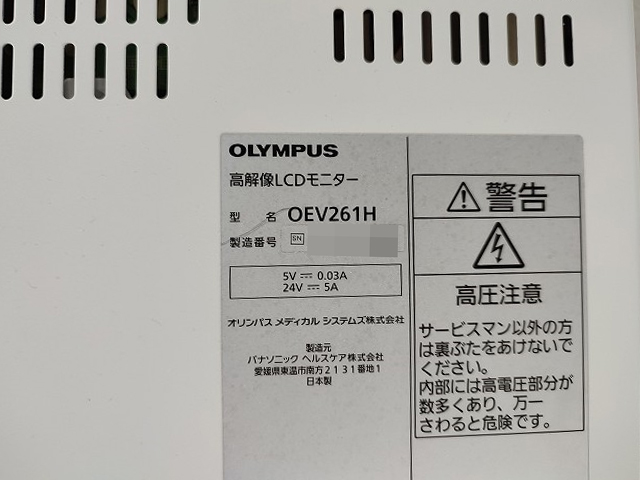 OLYMPUS
高解像LCDモニター
型 名 OEV261H
製造番号 SN
5V ⎓ 0.03A
24V ⎓ 5A
オリンパス メディカル システムズ株式会社
製造元
パナソニック ヘルスケア株式会社
愛媛県東温市南方2131番地1
日本製
警告
高圧注意
サービスマン以外の方
は裏ぶたをあけないで
ください。
内部には高電圧部分が
数多くあり、万一
さわると危険です。